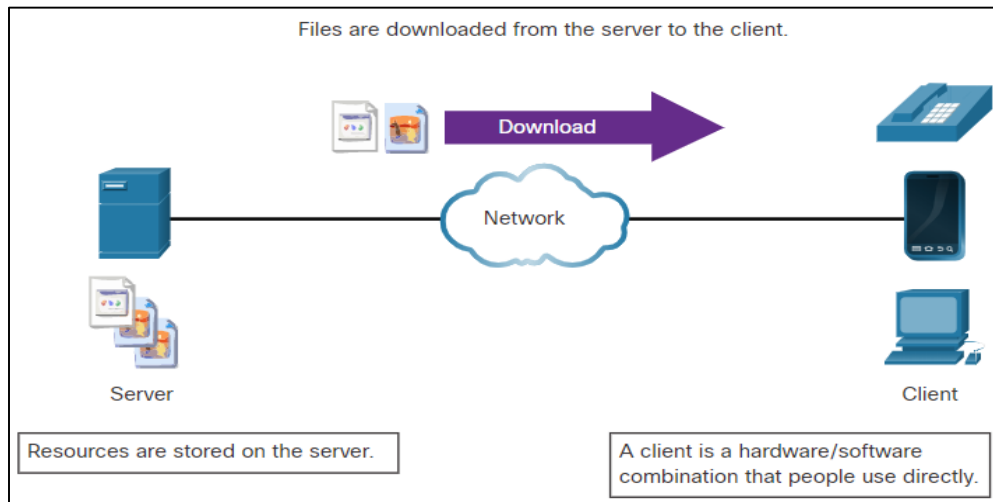 Files are downloaded from the server to the client.
Download
Network
Server
Client
Resources are stored on the server.
A client is a hardware/software
combination that people use directly.